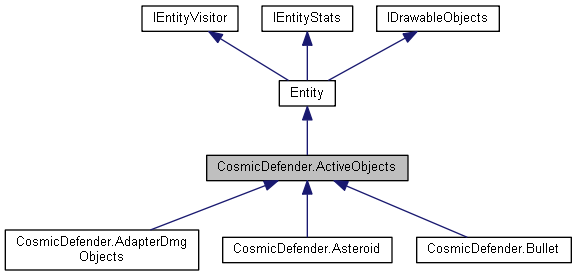 IEntityVisitor
IEntityStats
IDrawableObjects
Entity
CosmicDefender.ActiveObjects
CosmicDefender.AdapterDmg
Objects
CosmicDefender.Asteroid
CosmicDefender.Bullet